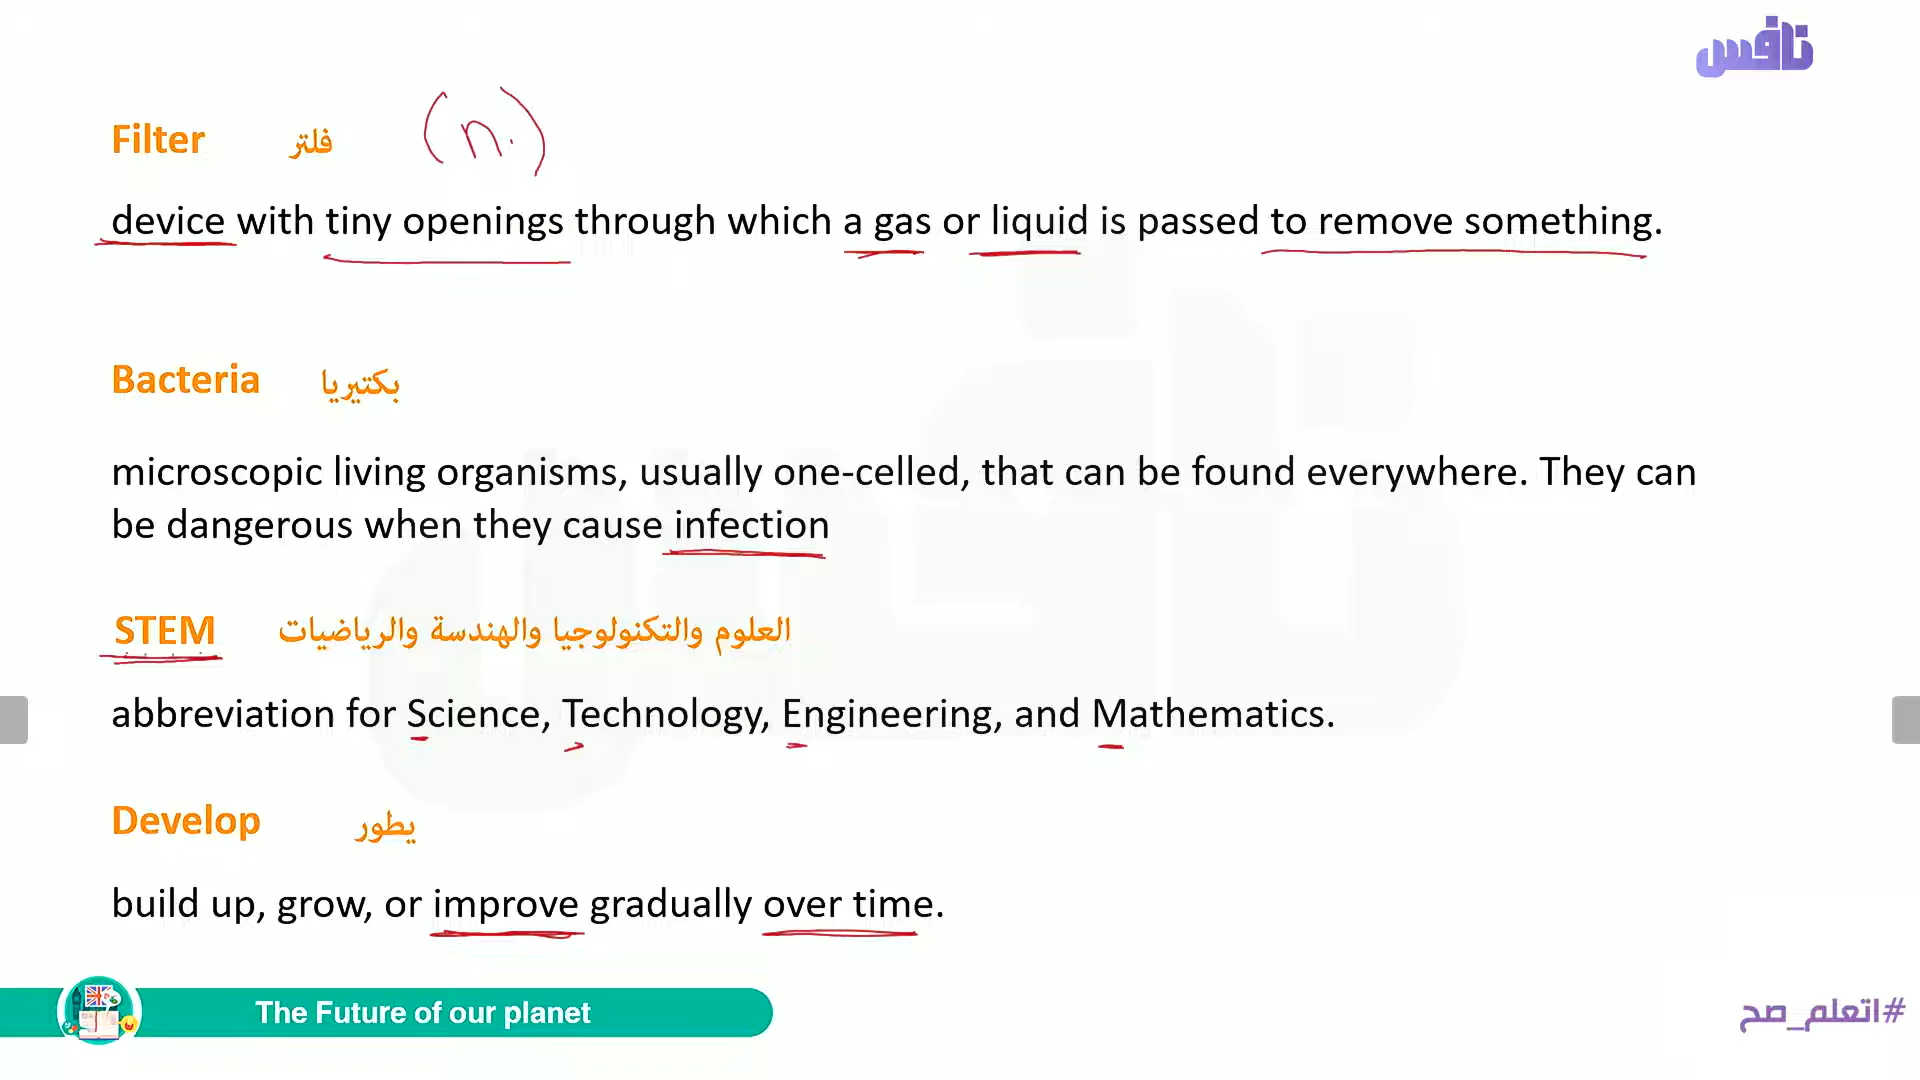 نافس
Filter فلتر (n.)
device with tiny openings through which a gas or liquid is passed to remove something.
Bacteria بكتيريا
microscopic living organisms, usually one-celled, that can be found everywhere. They can
be dangerous when they cause infection
STEM العلوم والتكنولوجيا والهندسة والرياضيات
abbreviation for Science, Technology, Engineering, and Mathematics.
Develop يطور
build up, grow, or improve gradually over time.
The Future of our planet
#اتعلم_صح